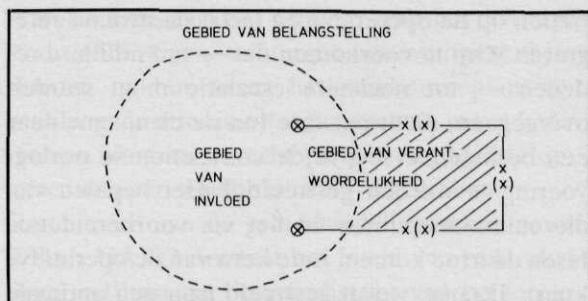 GEBIED VAN BELANGSTELLING
x(x)
GEBIED VAN VERANT-
WOORDELIJKHEID
GEBIED
VAN
INVLOED
x
(x)
x(x)